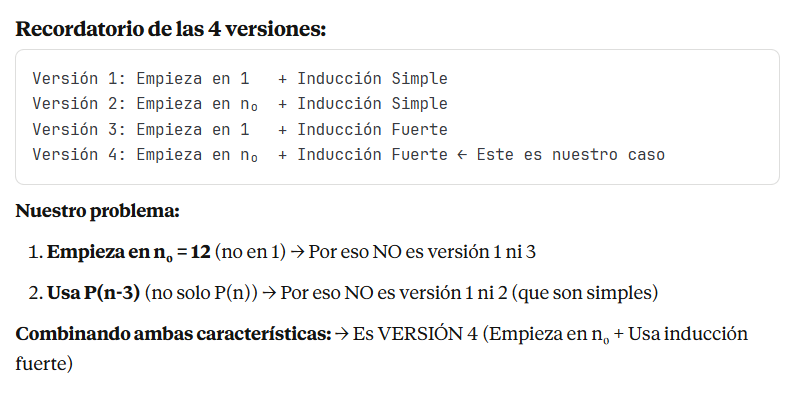 Recordatorio de las 4 versiones:
Versión 1: Empieza en 1   + Inducción Simple
Versión 2: Empieza en n₀  + Inducción Simple
Versión 3: Empieza en 1   + Inducción Fuerte
Versión 4: Empieza en n₀  + Inducción Fuerte ← Este es nuestro caso
Nuestro problema:
1. Empieza en n₀ = 12 (no en 1) → Por eso NO es versión 1 ni 3
2. Usa P(n-3) (no solo P(n)) → Por eso NO es versión 1 ni 2 (que son simples)
Combinando ambas características: → Es VERSIÓN 4 (Empieza en n₀ + Usa inducción
fuerte)